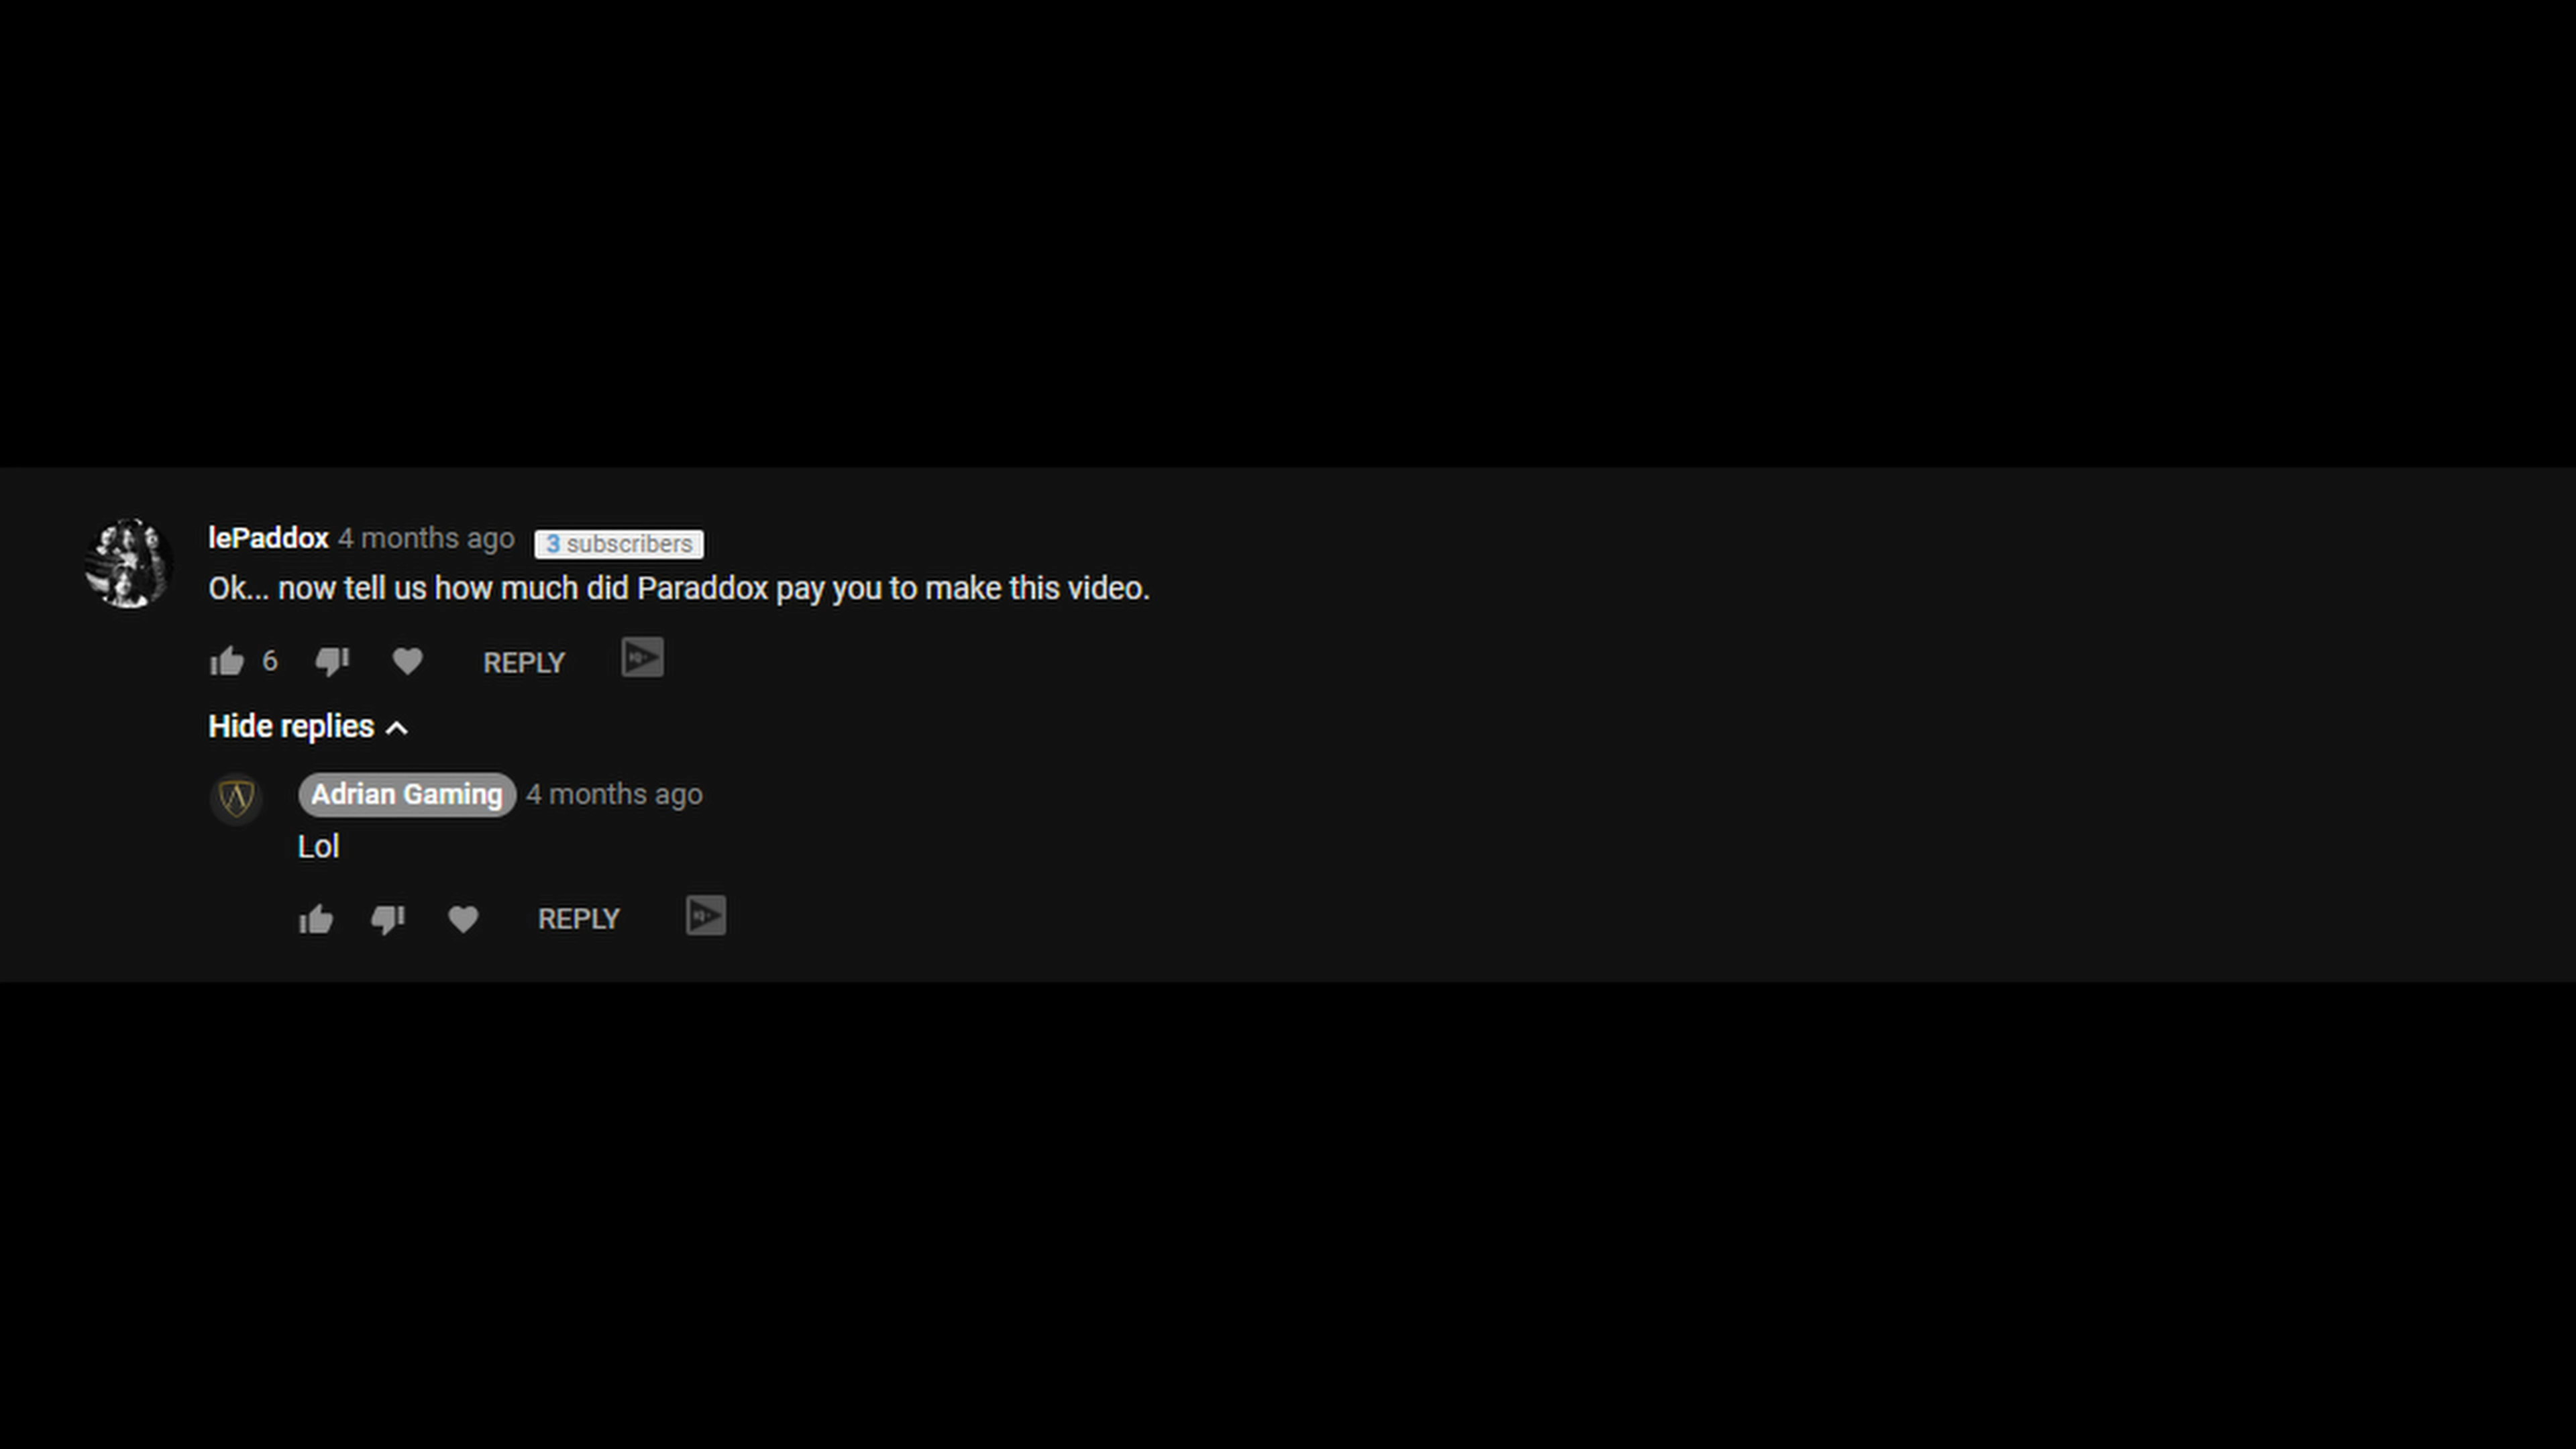 lePaddox 4 months ago 3 subscribers
Ok... now tell us how much did Paraddox pay you to make this video.
6 REPLY
Hide replies
Adrian Gaming 4 months ago
Lol
REPLY